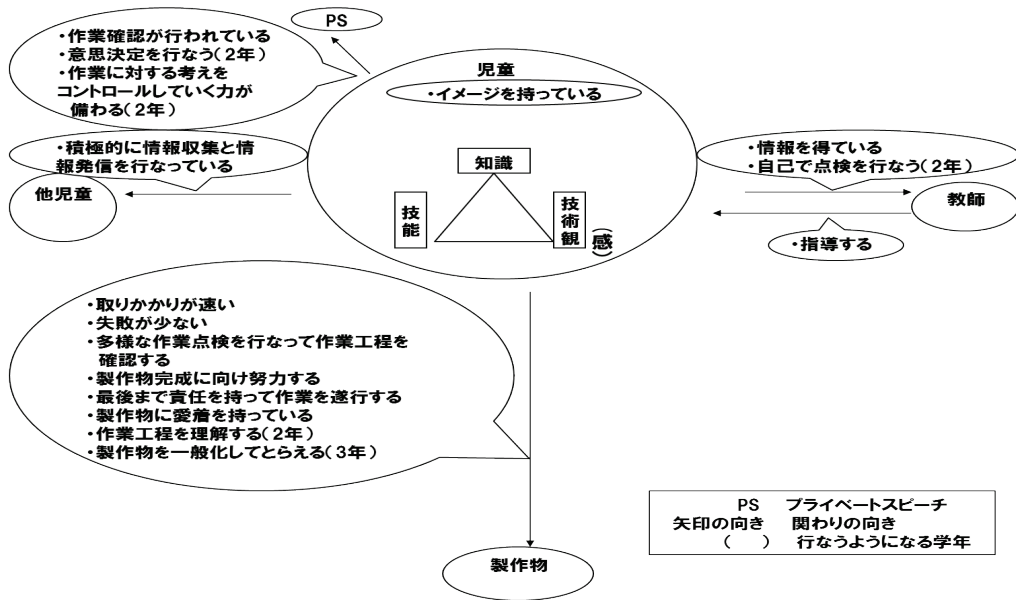 PS
・作業確認が行われている
・意思決定を行なう(2年)
・作業に対する考えを
コントロールしていく力が
備わる(2年)
児童
・イメージを持っている
・積極的に情報収集と情
報発信を行なっている
他児童
知識
技能
技術観
(感)
・情報を得ている
・自己で点検を行なう(2年)
教師
・指導する
・取りかかりが速い
・失敗が少ない
・多様な作業点検を行なって作業工程を
確認する
・製作物完成に向け努力する
・最後まで責任を持って作業を遂行する
・製作物に愛着を持っている
・作業工程を理解する(2年)
・製作物を一般化してとらえる(3年)
製作物
PS プライベートスピーチ
矢印の向き 関わりの向き
( ) 行なうようになる学年